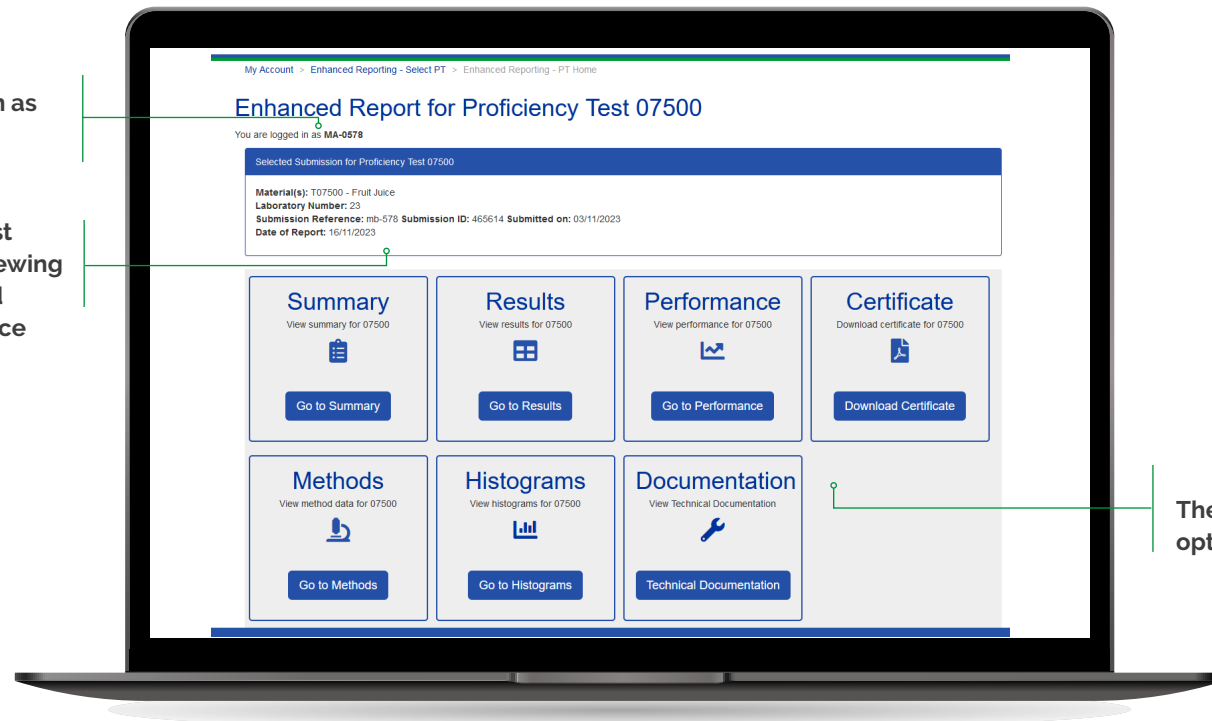 My Account > Enhanced Reporting - Select PT > Enhanced Reporting - PT Home
Enhanced Report for Proficiency Test 07500
You are logged in as MA-0578
Selected Submission for Proficiency Test 07500
Material(s): T07500 - Fruit Juice
Laboratory Number: 23
Submission Reference: mb-578 Submission ID: 465614 Submitted on: 03/11/2023
Date of Report: 16/11/2023
Summary
View summary for 07500
Go to Summary
Results
View results for 07500
Go to Results
Performance
View performance for 07500
Go to Performance
Certificate
Download certificate for 07500
Download Certificate
Methods
View method data for 07500
Go to Methods
Histograms
View histograms for 07500
Go to Histograms
Documentation
View Technical Documentation
Technical Documentation
as